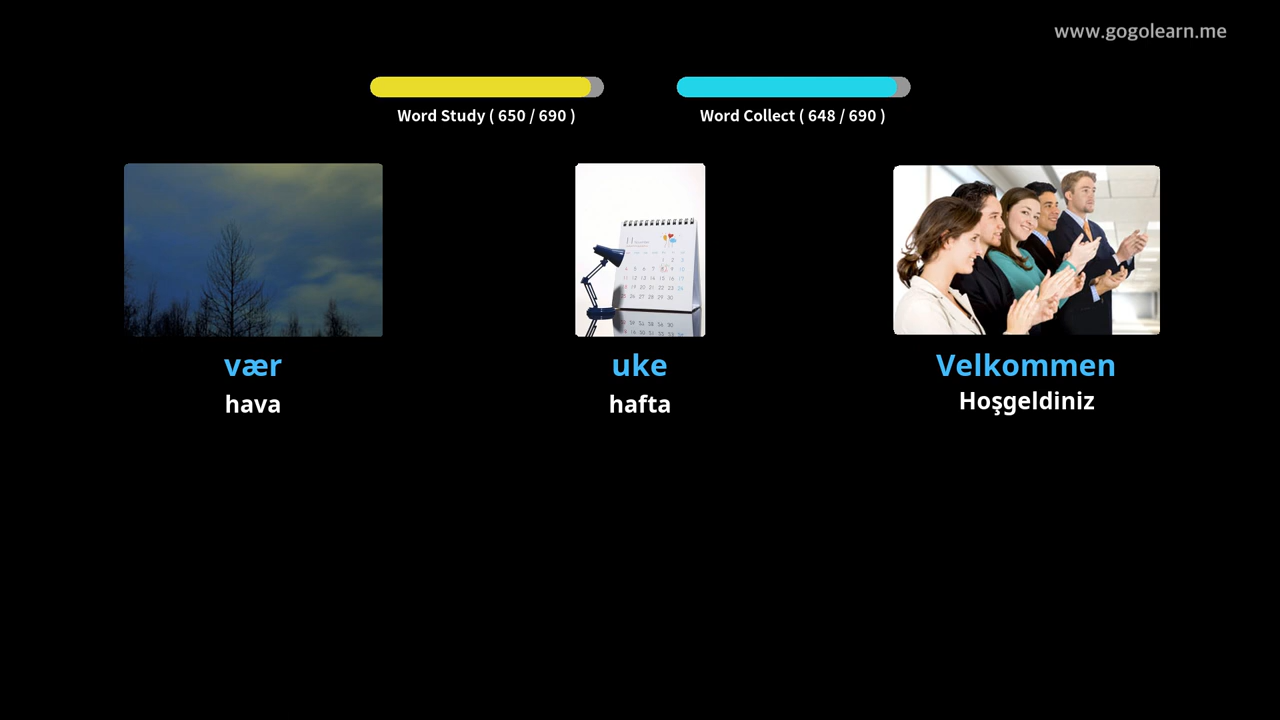 www.gogolearn.me
Word Study ( 650 / 690 )
Word Collect ( 648 / 690 )
vær
uke
Velkommen
hava
hafta
Hoşgeldiniz